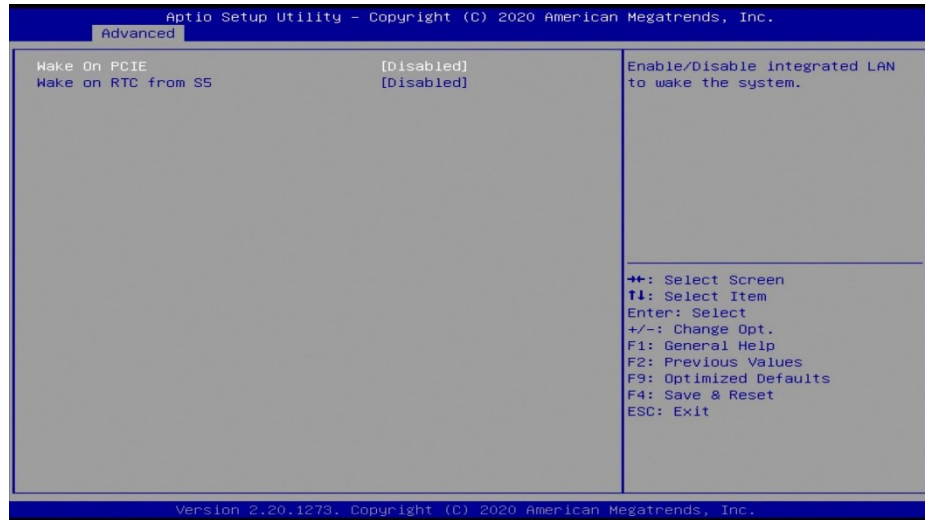 Aptio Setup Utility – Copyright (C) 2020 American Megatrends, Inc.
Advanced
Wake On PCIE [Disabled]
Wake on RTC from S5 [Disabled]
Enable/Disable integrated LAN
to wake the system.
→←: Select Screen
↑↓: Select Item
Enter: Select
+/-: Change Opt.
F1: General Help
F2: Previous Values
F9: Optimized Defaults
F4: Save & Reset
ESC: Exit
Version 2.20.1273. Copyright (C) 2020 American Megatrends, Inc.